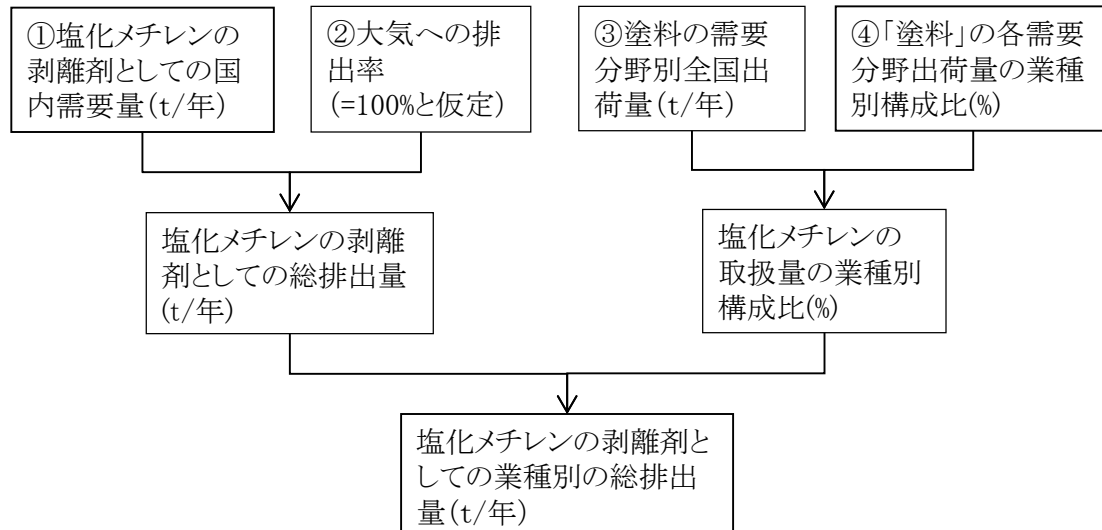 ①塩化メチレンの
剥離剤としての国
内需要量(t/年)
②大気への排
出率
(=100%と仮定)
③塗料の需要
分野別全国出
荷量(t/年)
④「塗料」の各需要
分野出荷量の業種
別構成比(%)
塩化メチレンの剥離
剤としての総排出量
(t/年)
塩化メチレンの
取扱量の業種別
構成比(%)
塩化メチレンの剥離剤と
しての業種別の総排出
量(t/年)